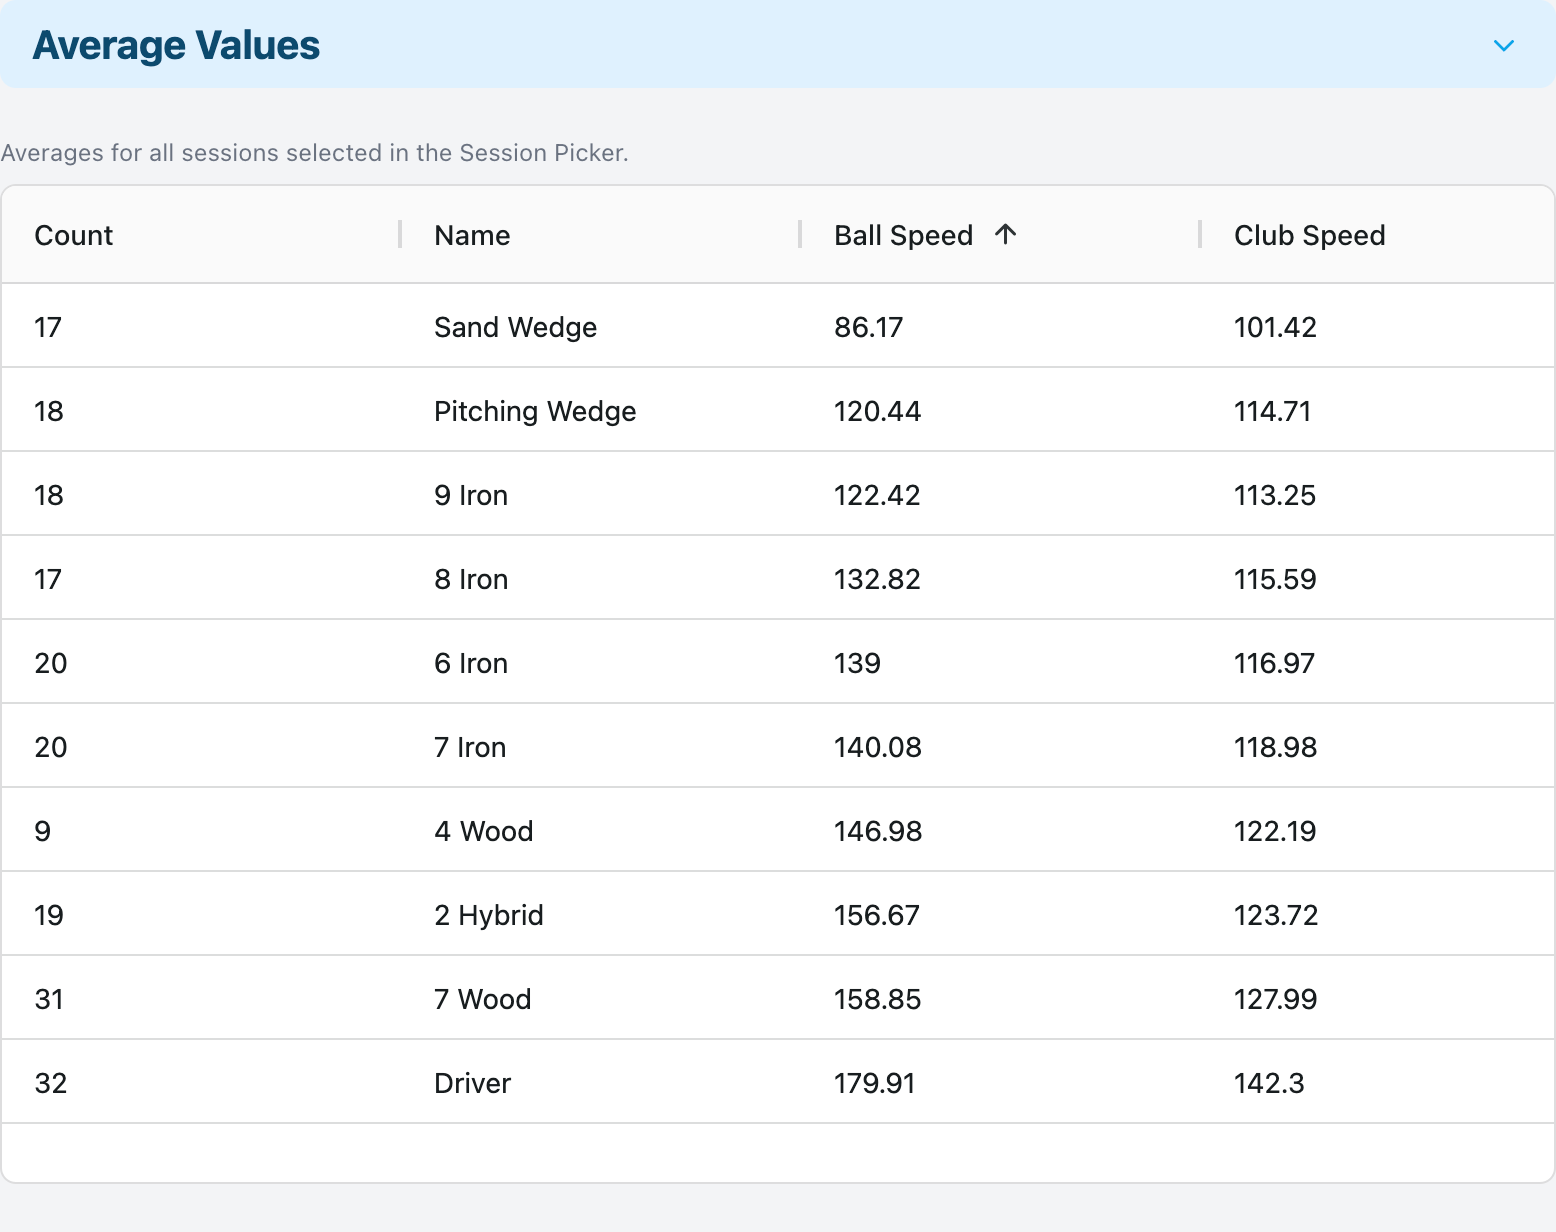 Average Values
Averages for all sessions selected in the Session Picker.
Count Name Ball Speed ↑ Club Speed
17 Sand Wedge 86.17 101.42
18 Pitching Wedge 120.44 114.71
18 9 Iron 122.42 113.25
17 8 Iron 132.82 115.59
20 6 Iron 139 116.97
20 7 Iron 140.08 118.98
9 4 Wood 146.98 122.19
19 2 Hybrid 156.67 123.72
31 7 Wood 158.85 127.99
32 Driver 179.91 142.3